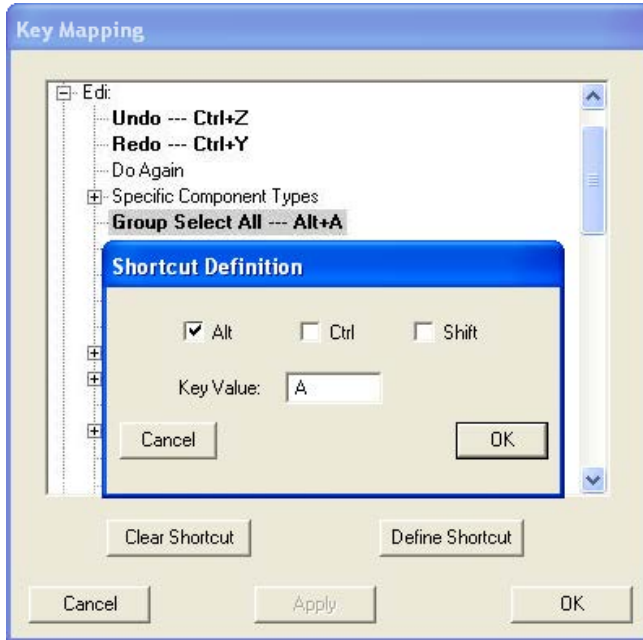 Key Mapping
Edi:
Undo --- Ctrl+Z
Redo --- Ctrl+Y
Do Again
Specific Component Types
Group Select All --- Alt+A
Shortcut Definition
Alt Ctrl Shift
Key Value: A
Cancel OK
Clear Shortcut Define Shortcut
Cancel Apply OK